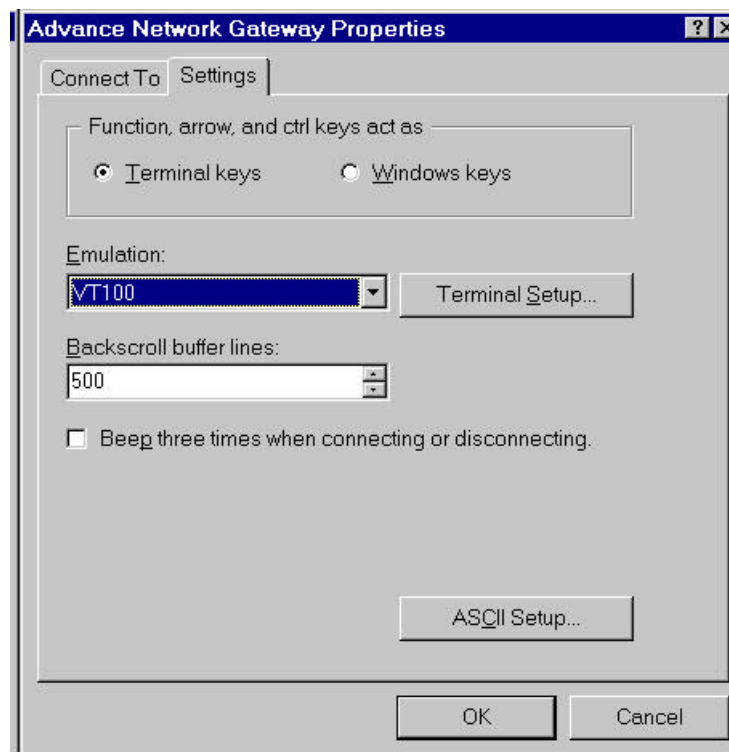 Advance Network Gateway Properties
Connect To
Settings
Function, arrow, and ctrl keys act as
Terminal keys
Windows keys
Emulation:
VT100
Terminal Setup...
Backscroll buffer lines:
500
Beep three times when connecting or disconnecting.
ASCII Setup...
OK
Cancel